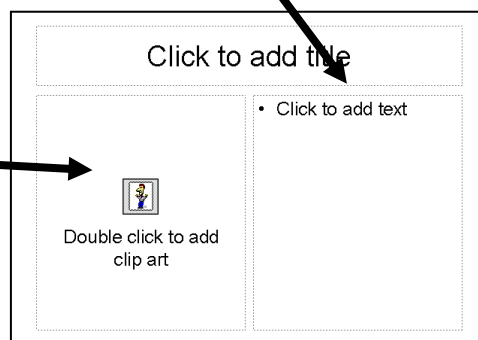 Click to add title
• Click to add text
Double click to add
clip art